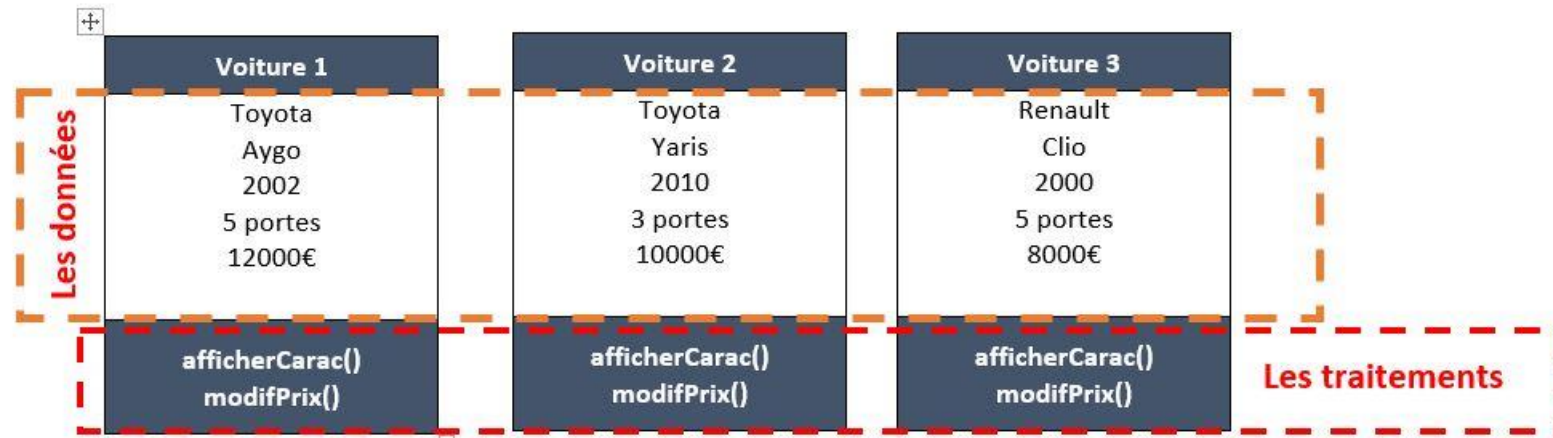 Voiture 1
Toyota
Aygo
2002
5 portes
12000€
afficherCarac()
modifPrix()
Voiture 2
Toyota
Yaris
2010
3 portes
10000€
afficherCarac()
modifPrix()
Voiture 3
Renault
Clio
2000
5 portes
8000€
afficherCarac()
modifPrix()
Les données
Les traitements